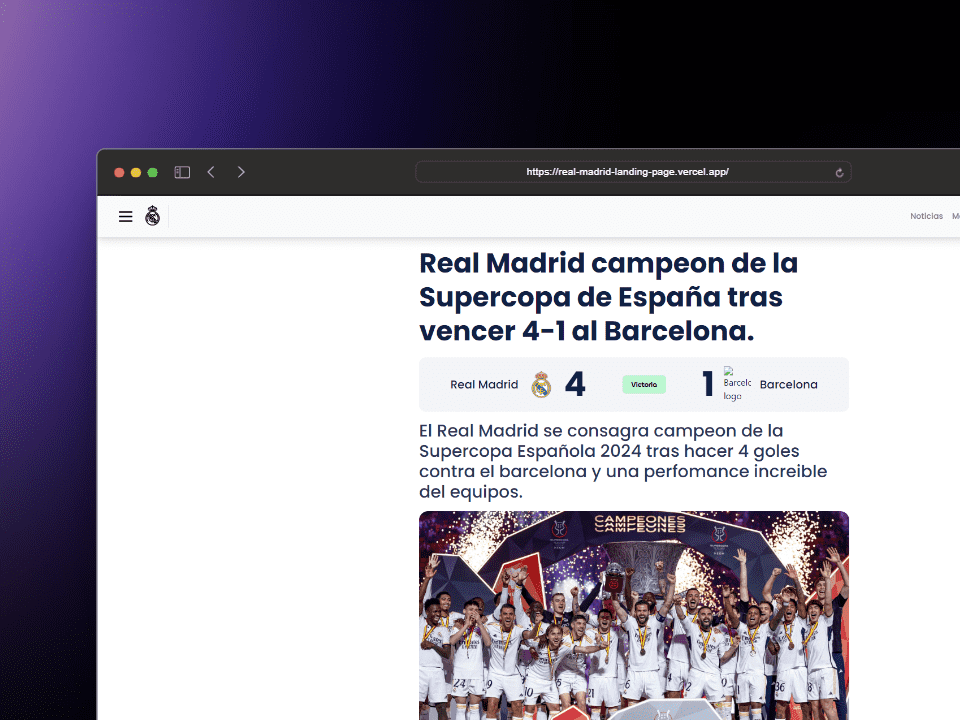 https://real-madrid-landing-page.vercel.app/
Noticias
Real Madrid campeon de la
Supercopa de España tras
vencer 4-1 al Barcelona.
Real Madrid 4 Victoria 1 Barcelona
logo
Barcelona
El Real Madrid se consagra campeon de la
Supercopa Española 2024 tras hacer 4 goles
contra el barcelona y una perfomance increible
del equipos.
CAMPEONES
CAMPEONES